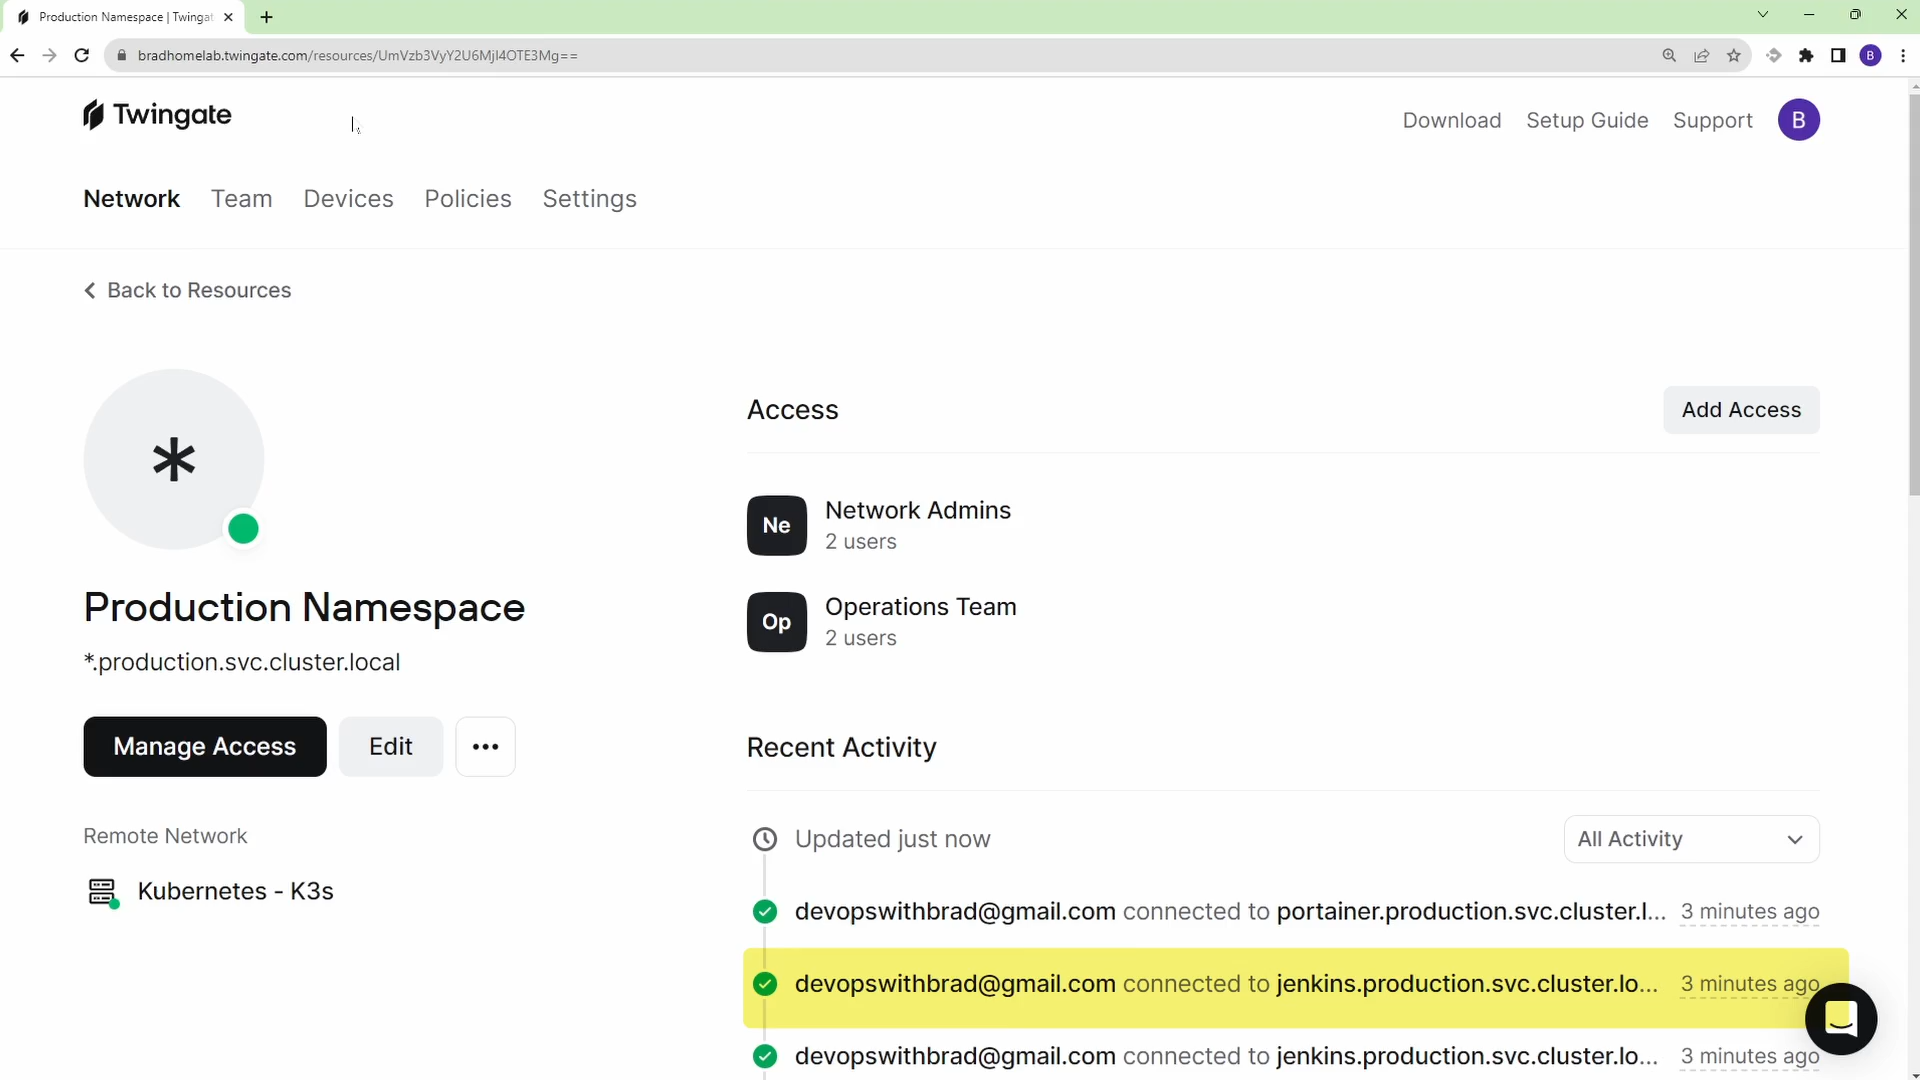 Production Namespace | Twingat
bradhomelab.twingate.com/resources/UmVzb3VyY2U6MjI4OTE3Mg==
B
Twingate
Download Setup Guide Support B
Network Team Devices Policies Settings
Back to Resources
*
Production Namespace
*.production.svc.cluster.local
Manage Access Edit •••
Remote Network
Kubernetes - K3s
Access Add Access
Ne Network Admins
2 users
Op Operations Team
2 users
Recent Activity
Updated just now All Activity
devopswithbrad@gmail.com connected to portainer.production.svc.cluster.l... 3 minutes ago
devopswithbrad@gmail.com connected to jenkins.production.svc.cluster.lo... 3 minutes ago
devopswithbrad@gmail.com connected to jenkins.production.svc.cluster.lo... 3 minutes ago